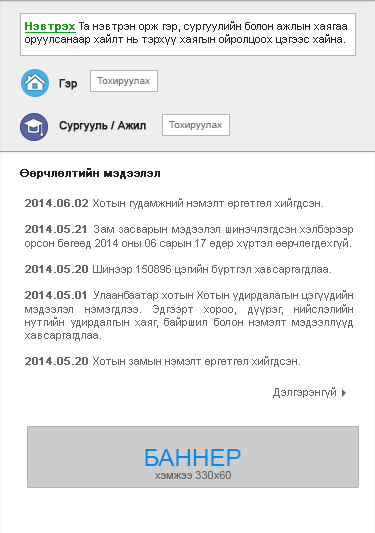 Нэвтрэх Та нэвтрэн орж гэр, сургуулийн болон ажлын хаягаа
оруулсанаар хайлт нь тэрхүү хаягын ойролцоох цэгээс хайна.
Гэр Тохируулах
Сургууль / Ажил Тохируулах
Өөрчлөлтийн мэдээлэл
2014.06.02 Хотын гудамжний нэмэлт өргөтгөл хийгдсэн.
2014.05.21 Зам засварын мэдээлэл шинэчлэгдсэн хэлбэрээр
орсон бөгөөд 2014 оны 06 сарын 17 өдөр хүртэл өөрчлөгдөхгүй.
2014.05.20 Шинээр 150896 цэгийн бүртгэл хавсаргагдлаа.
2014.05.01 Улаанбаатар хотын Хотын удирдалагын цэгүүдийн
мэдээлэл нэмэгдлээ. Эдгээрт хороо, дүүрэг, нийслэлийн
нутгийн удирдалгын хаяг, байршил болон нэмэлт мэдээллүүд
хавсаргагдлаа.
2014.05.20 Хотын замын нэмэлт өргөтгөл хийгдсэн.
Дэлгэрэнгүй
БАННЕР
хэмжээ 330x60